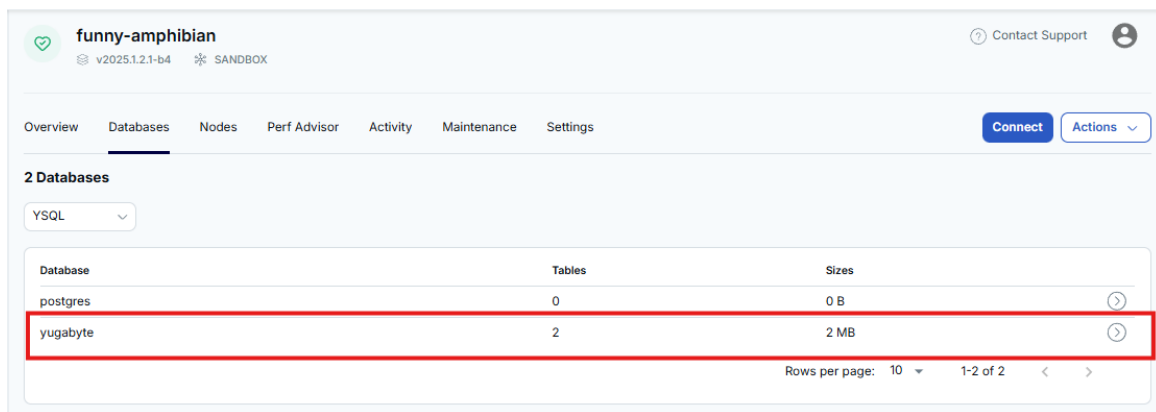 funny-amphibian
Contact Support
v2025.1.2.1-b4 SANDBOX
Overview Databases Nodes Perf Advisor Activity Maintenance Settings Connect Actions
2 Databases
YSQL
Database Tables Sizes
postgres 0 0 B
yugabyte 2 2 MB
Rows per page: 10 1-2 of 2